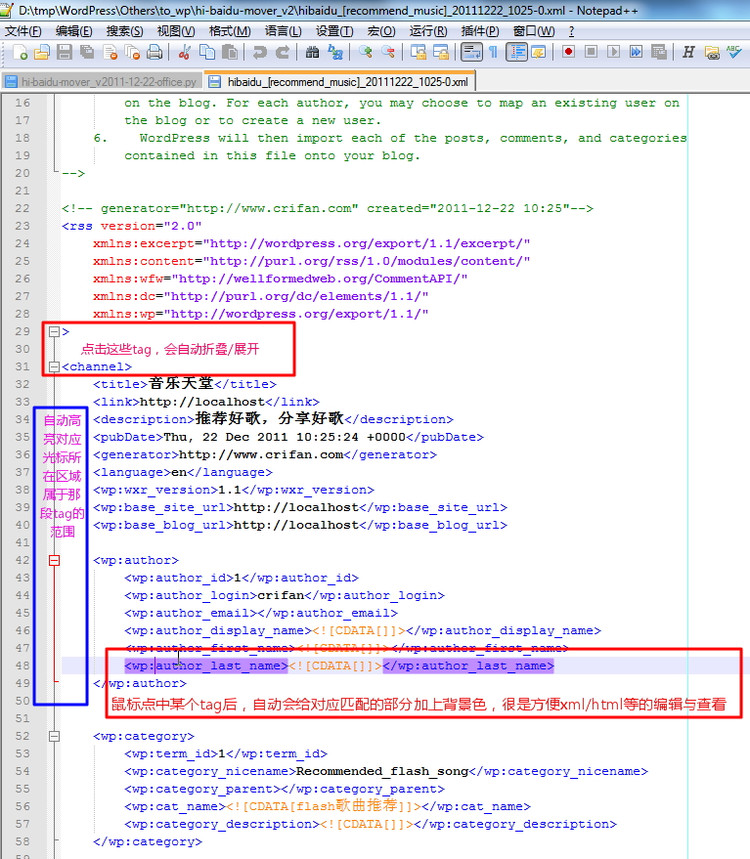 D:\tmp\WordPress\Others\to_wp\hi-baidu-mover_v2\hibaidu_[recommend_music]_20111222_1025-0.xml - Notepad++
文件(F) 编辑(E) 搜索(S) 视图(V) 格式(M) 语言(L) 设置(T) 宏(O) 运行(R) 插件(P) 窗口(W) ?
hi-baidu-mover_v2011-12-22-office.py hibaidu_[recommend_music]_20111222_1025-0.xml
16 on the blog. For each author, you may choose to map an existing user on
17 the blog or to create a new user.
18 6. WordPress will then import each of the posts, comments, and categories
19 contained in this file onto your blog.
20 -->
21
22 <!-- generator="http://www.crifan.com" created="2011-12-22 10:25"-->
23 <rss version="2.0"
24 xmlns:excerpt="http://wordpress.org/export/1.1/excerpt/"
25 xmlns:content="http://purl.org/rss/1.0/modules/content/"
26 xmlns:wfw="http://wellformedweb.org/CommentAPI/"
27 xmlns:dc="http://purl.org/dc/elements/1.1/"
28 xmlns:wp="http://wordpress.org/export/1.1/"
29 >
30 点击这些tag，会自动折叠/展开
31 <channel>
32 <title>音乐天堂</title>
33 <link>http://localhost</link>
34 <description>推荐好歌，分享好歌</description>
35 <pubDate>Thu, 22 Dec 2011 10:25:24 +0000</pubDate>
36 <generator>http://www.crifan.com</generator>
37 <language>en</language>
38 <wp:wxr_version>1.1</wp:wxr_version>
39 <wp:base_site_url>http://localhost</wp:base_site_url>
40 <wp:base_blog_url>http://localhost</wp:base_blog_url>
自动高
亮对应
光标所
在区域
属于那
段tag的
范围
41
42 <wp:author>
43 <wp:author_id>1</wp:author_id>
44 <wp:author_login>crifan</wp:author_login>
45 <wp:author_email></wp:author_email>
46 <wp:author_display_name><![CDATA[]]></wp:author_display_name>
47 <wp:author_first_name><![CDATA[]]></wp:author_first_name>
48 <wp:author_last_name><![CDATA[]]></wp:author_last_name>
49 </wp:author>
50 鼠标点中某个tag后，自动会给对应匹配的部分加上背景色，很是方便xml/html等的编辑与查看
51
52 <wp:category>
53 <wp:term_id>1</wp:term_id>
54 <wp:category_nicename>Recommended_flash_song</wp:category_nicename>
55 <wp:category_parent></wp:category_parent>
56 <wp:cat_name><![CDATA[flash歌曲推荐]]></wp:cat_name>
57 <wp:category_description><![CDATA[]]></wp:category_description>
58 </wp:category>
59